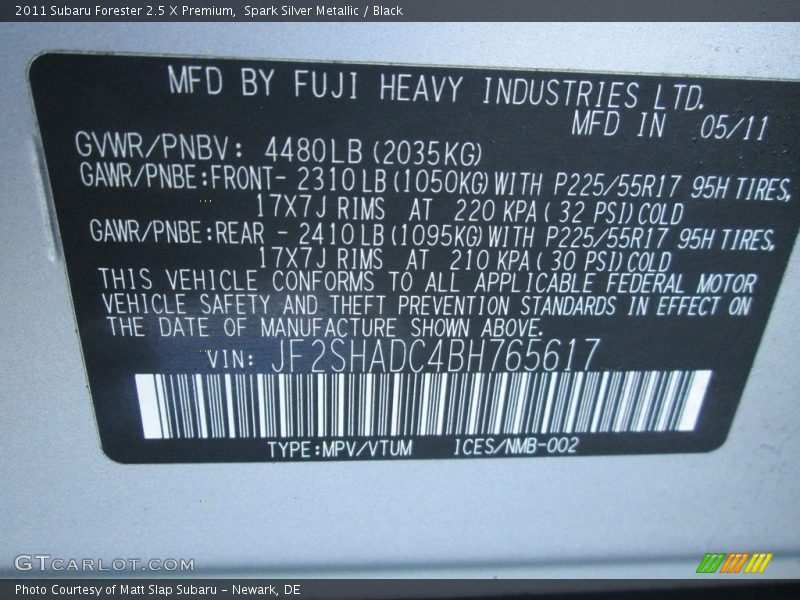 2011 Subaru Forester 2.5 X Premium, Spark Silver Metallic / Black
MFD BY FUJI HEAVY INDUSTRIES LTD.
MFD IN 05/11
GVWR/PNBV: 4480LB(2035KG)
GAWR/PNBE:FRONT- 2310LB(1050KG)WITH P225/55R17 95H TIRES,
17X7J RIMS AT 220 KPA( 32 PSI)COLD
GAWR/PNBE:REAR - 2410LB(1095KG)WITH P225/55R17 95H TIRES,
17X7J RIMS AT 210 KPA( 30 PSI)COLD
THIS VEHICLE CONFORMS TO ALL APPLICABLE FEDERAL MOTOR
VEHICLE SAFETY AND THEFT PREVENTION STANDARDS IN EFFECT ON
THE DATE OF MANUFACTURE SHOWN ABOVE.
VIN: JF2SHADC4BH765617
TYPE:MPV/VTUM ICES/NMB-002
GTCARLOT.COM
Photo Courtesy of Matt Slap Subaru - Newark, DE